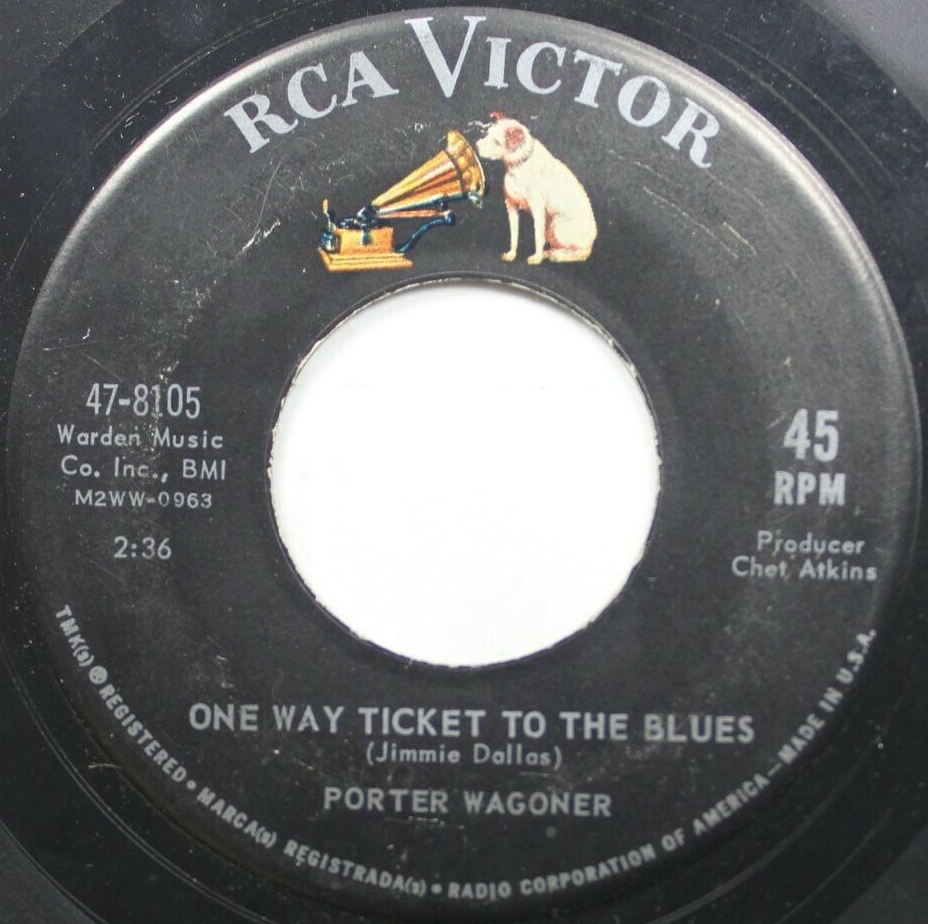 RCA VICTOR
47-8105
Warden Music
Co. Inc., BMI
M2WW-0963
2:36
45
RPM
Producer
Chet Atkins
ONE WAY TICKET TO THE BLUES
(Jimmie Dallas)
PORTER WAGONER
TMK(s) ® REGISTERED • MARCA(s) REGISTRADA(s) • RADIO CORPORATION OF AMERICA—MADE IN U.S.A.